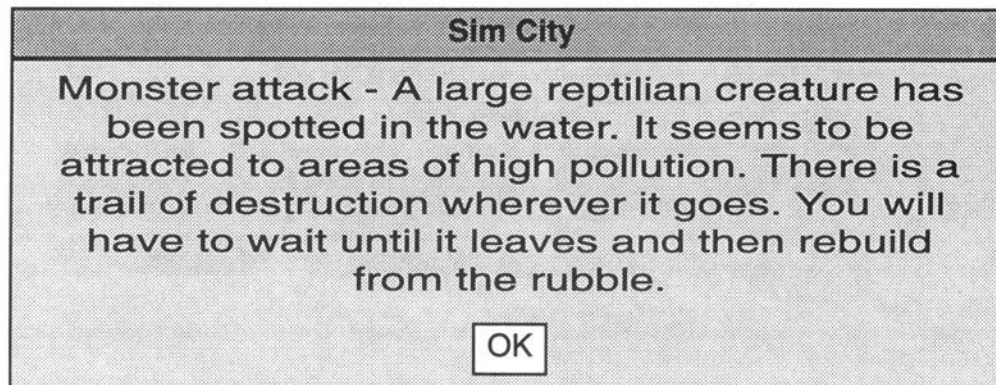 Sim City
Monster attack - A large reptilian creature has
been spotted in the water. It seems to be
attracted to areas of high pollution. There is a
trail of destruction wherever it goes. You will
have to wait until it leaves and then rebuild
from the rubble.
OK